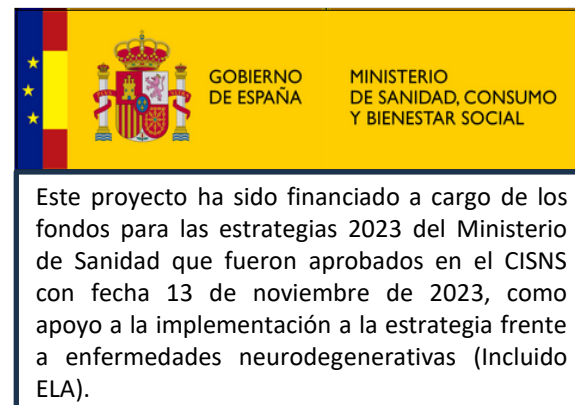 GOBIERNO
DE ESPAÑA
MINISTERIO
DE SANIDAD, CONSUMO
Y BIENESTAR SOCIAL
Este proyecto ha sido financiado a cargo de los
fondos para las estrategias 2023 del Ministerio
de Sanidad que fueron aprobados en el CISNS
con fecha 13 de noviembre de 2023, como
apoyo a la implementación a la estrategia frente
a enfermedades neurodegenerativas (Incluido
ELA).